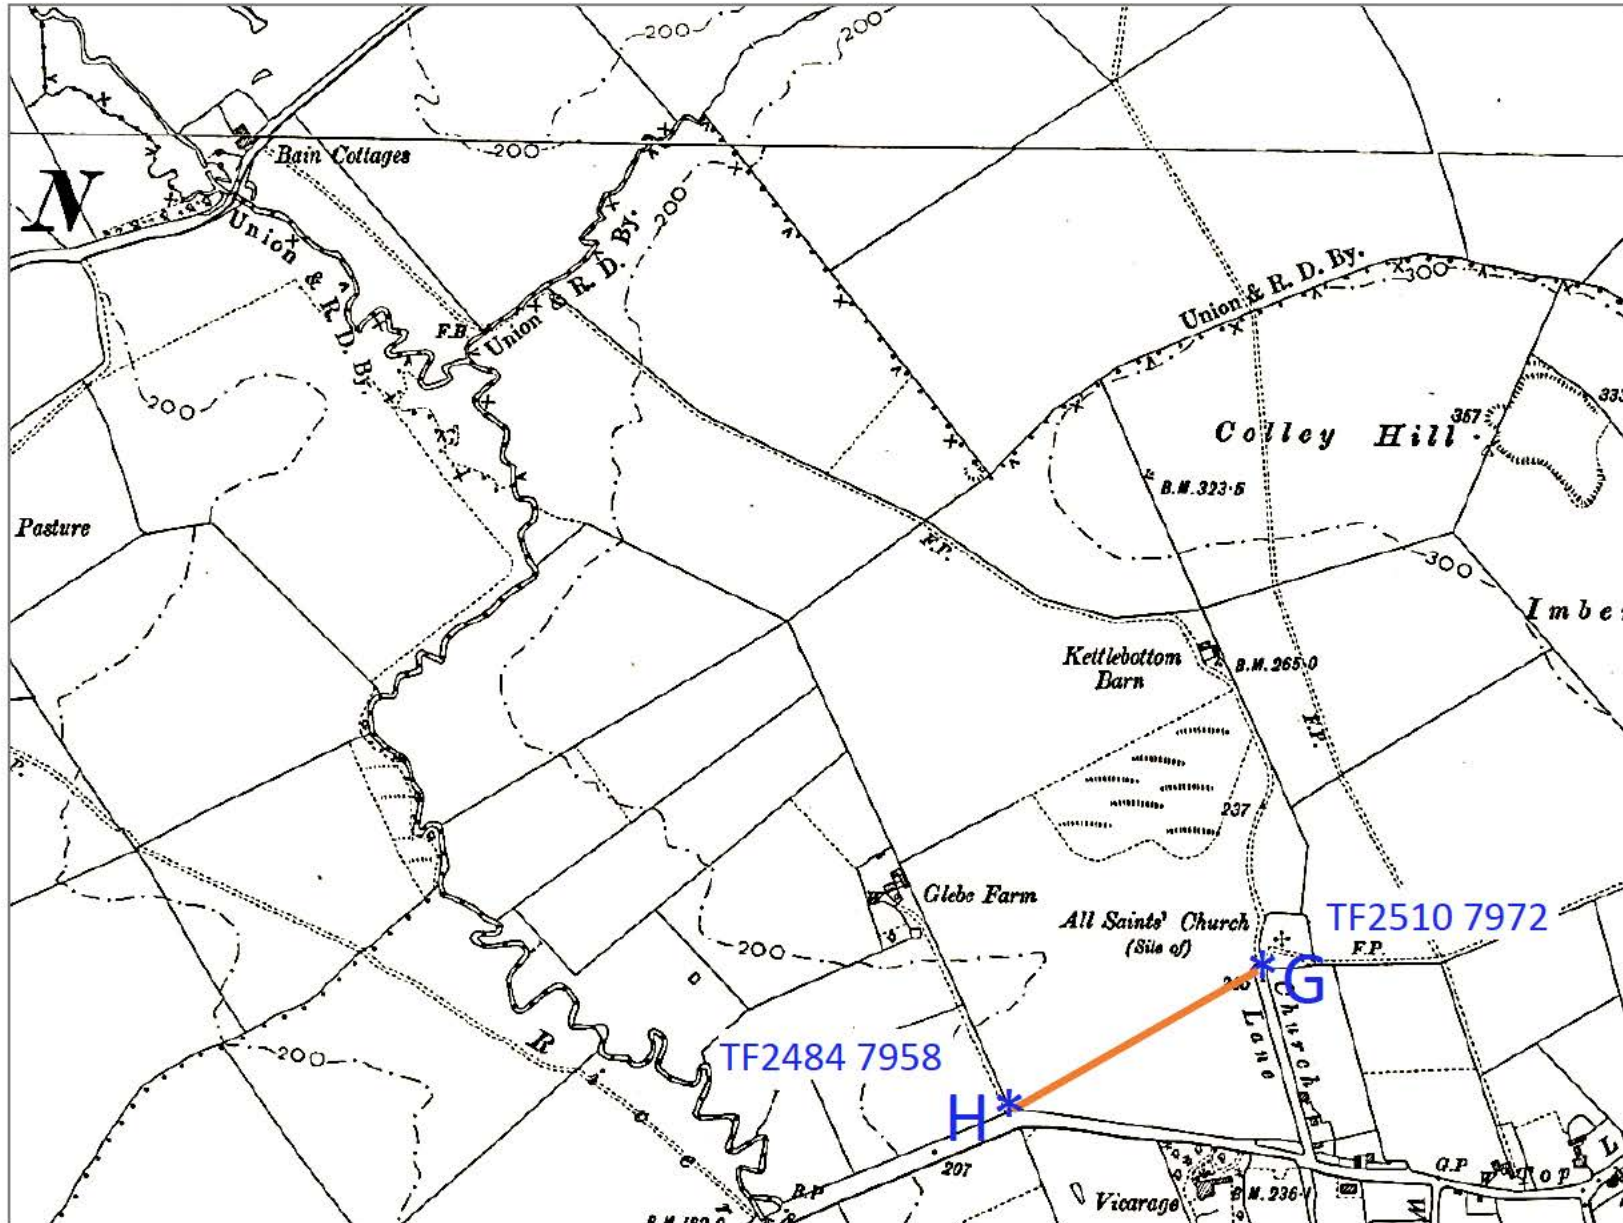 200
200
200
Bain Cottages
N
200
Union & R. D. By.
F.B.
Union & R. D. By.
Union & R. D. By.
300
200
Colley Hill
357
B.M. 323·5
Pasture
F.P.
300
Kettlebottom
Barn
B.M. 265·0
F.P.
P.
237
Glebe Farm
All Saints' Church
(Site of)
TF2510 7972
F.P.
200
G
Church
Lane
R
TF2484 7958
200
H
207
B.P.
Vicarage
B.M. 236·1
G.P
Top